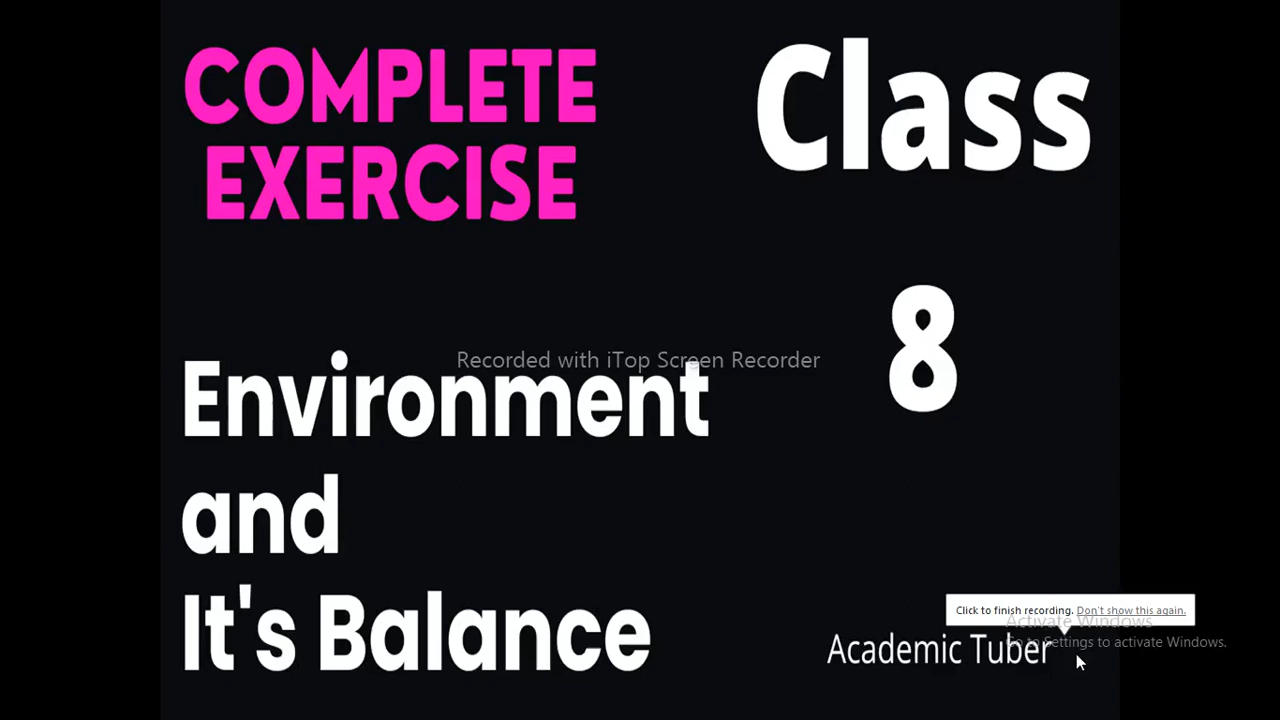 COMPLETE
EXERCISE
Class
8
Recorded with iTop Screen Recorder
Environment
and
It's Balance
Click to finish recording. Don't show this again.
Activate Windows
Go to Settings to activate Windows.
Academic Tuber